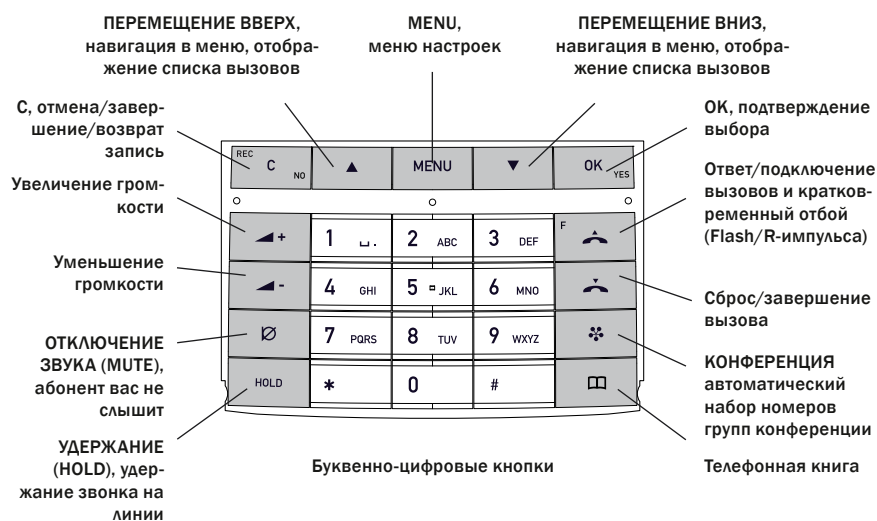 ПЕРЕМЕЩЕНИЕ ВВЕРХ,
навигация в меню, отобра-
жение списка вызовов
MENU,
меню настроек
ПЕРЕМЕЩЕНИЕ ВНИЗ,
навигация в меню, отобра-
жение списка вызовов
C, отмена/завер-
шение/возврат
запись
Увеличение гром-
кости
Уменьшение
громкости
ОТКЛЮЧЕНИЕ
ЗВУКА (MUTE),
абонент вас не
слышит
УДЕРЖАНИЕ
(HOLD), удер-
жание звонка на
линии
REC C NO ▲ MENU ▼ OK YES
+ 1 ␣. 2 ABC 3 DEF F
- 4 GHI 5 JKL 6 MNO
7 PQRS 8 TUV 9 WXYZ
HOLD * 0 #
Буквенно-цифровые кнопки
OK, подтверждение
выбора
Ответ/подключение
вызовов и кратков-
ременный отбой
(Flash/R-импульса)
Сброс/завершение
вызова
КОНФЕРЕНЦИЯ
автоматический
набор номеров
групп конференции
Телефонная книга